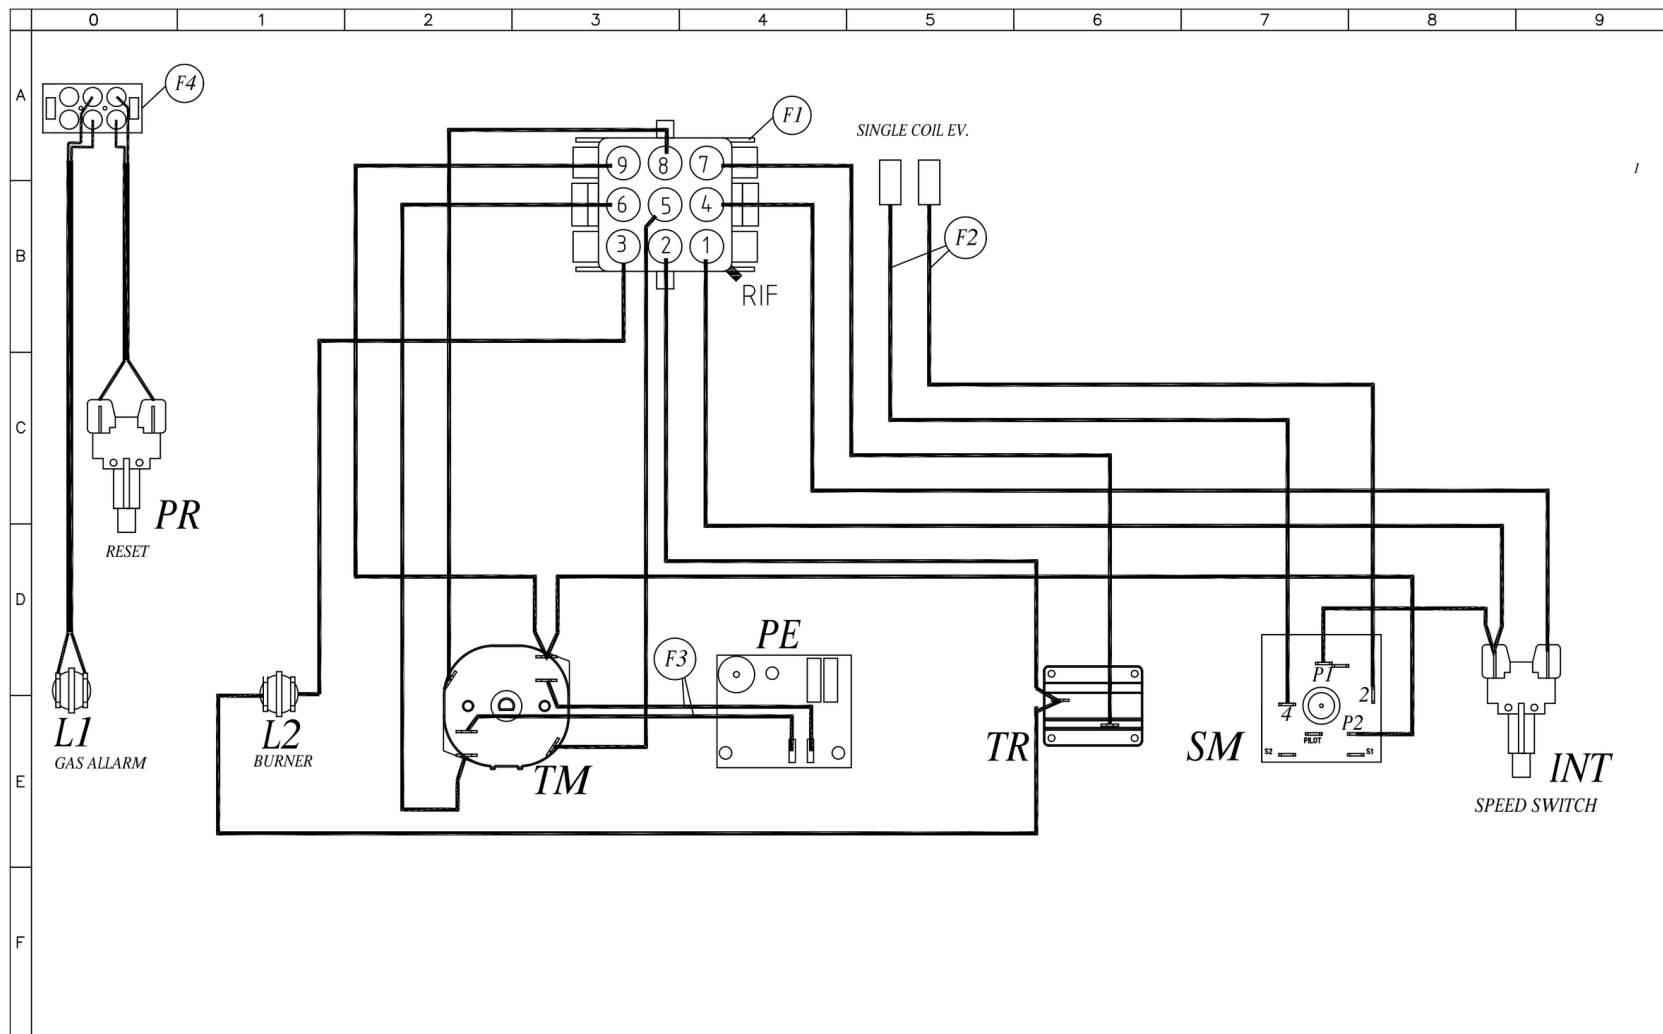 0 1 2 3 4 5 6 7 8 9
A
F4
F1
SINGLE COIL EV.
9 8 7
1
6 5 4
B
F2
3 2 1
RIF
C
PR
RESET
D
PE
F3
P1
2
4
L1
L2
P2
TR
SM
PILOT
GAS ALLARM
BURNER
S2
S1
INT
TM
E
SPEED SWITCH
F